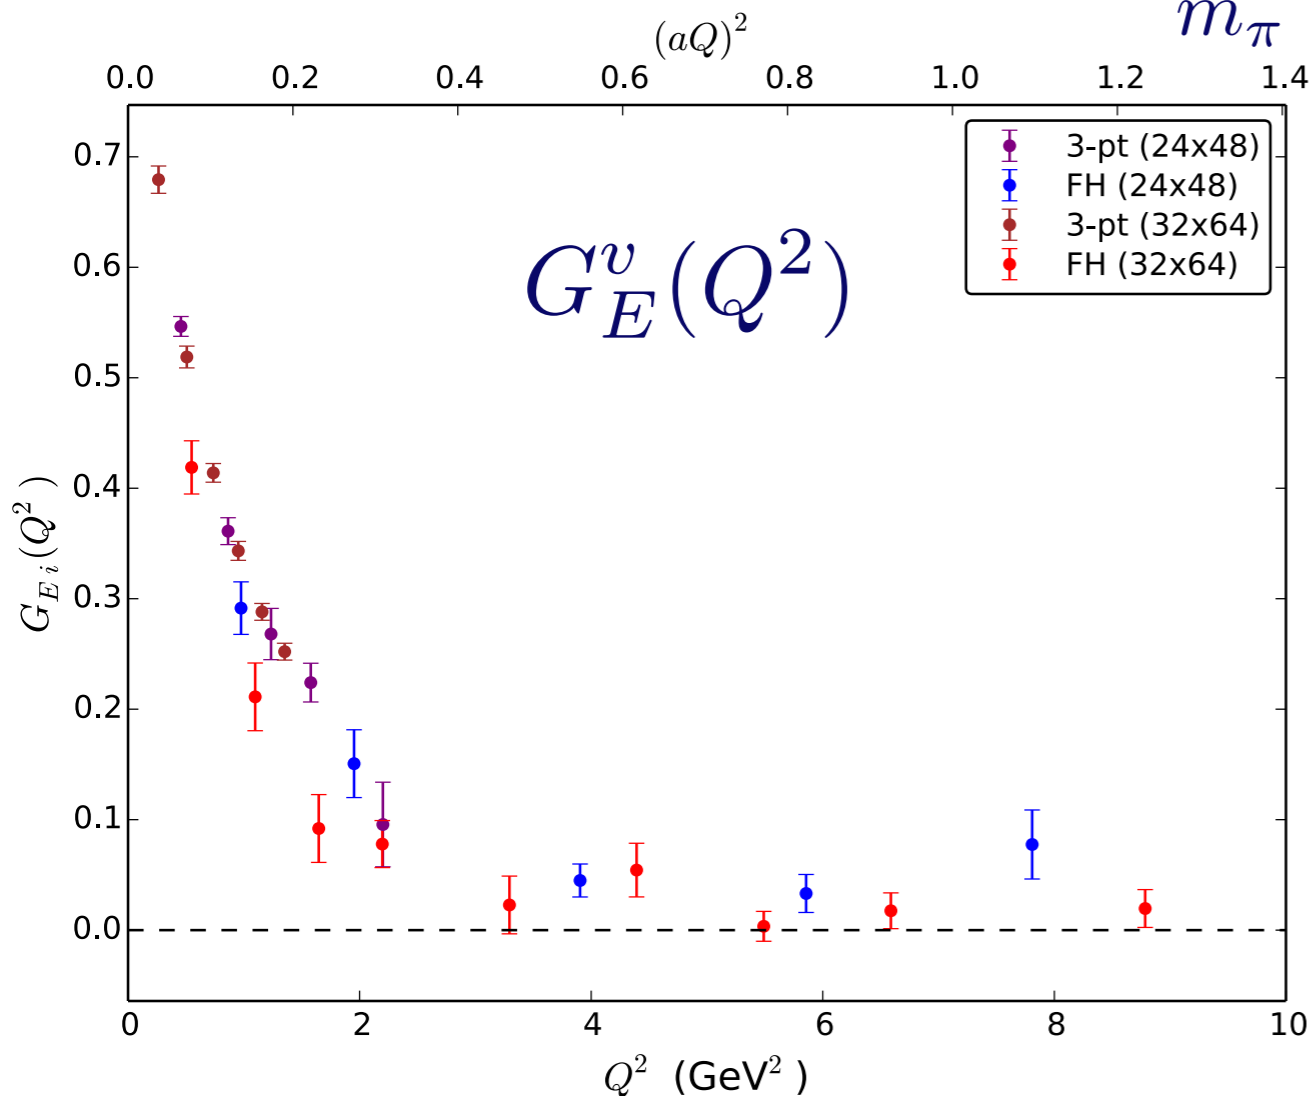 (aQ)²
m_π
0.0 0.2 0.4 0.6 0.8 1.0 1.2 1.4
3-pt (24x48)
FH (24x48)
3-pt (32x64)
FH (32x64)
G_E^v(Q²)
0.7
0.6
0.5
0.4
0.3
0.2
0.1
0.0
G_{E i}(Q²)
0 2 4 6 8 10
Q² (GeV²)